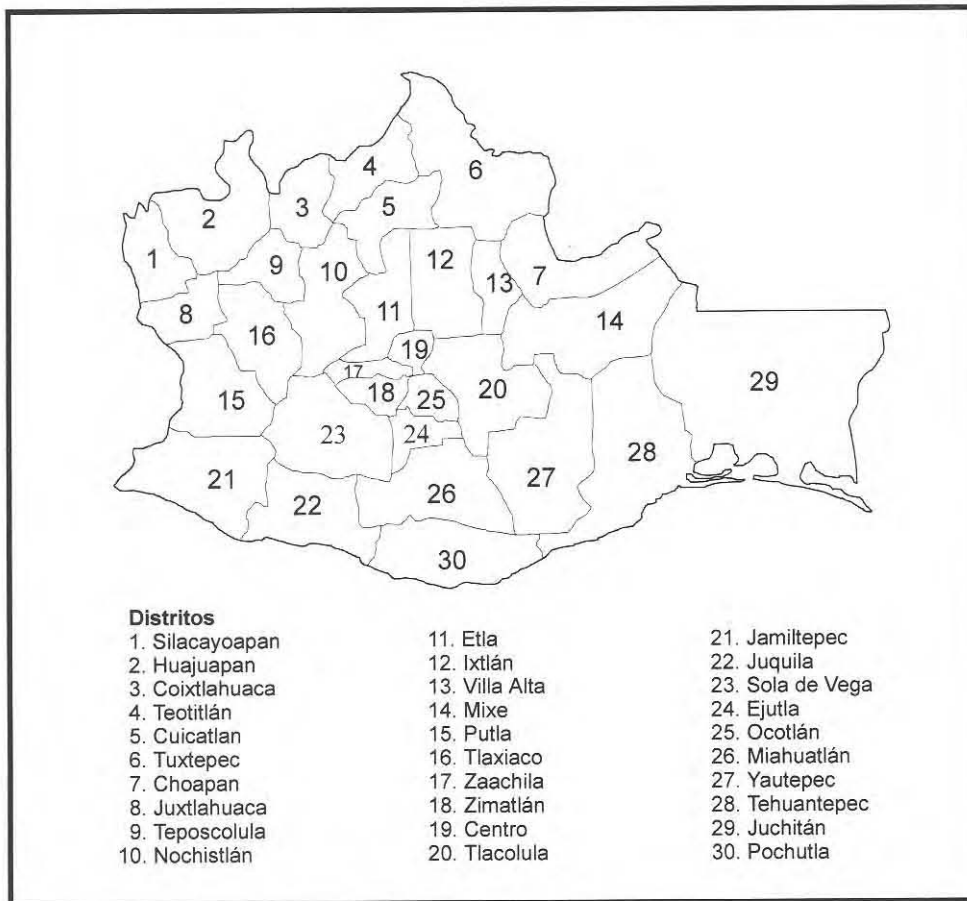 4
6
2
3
5
1
9
10
12
13
7
8
11
14
16
19
17
18
25
20
29
15
23
24
21
22
26
27
28
30
Distritos
1. Silacayoapan
2. Huajuapan
3. Coixtlahuaca
4. Teotitlán
5. Cuicatlan
6. Tuxtepec
7. Choapan
8. Juxtlahuaca
9. Teposcolula
10. Nochistlán
11. Etla
12. Ixtlán
13. Villa Alta
14. Mixe
15. Putla
16. Tlaxiaco
17. Zaachila
18. Zimatlán
19. Centro
20. Tlacolula
21. Jamiltepec
22. Juquila
23. Sola de Vega
24. Ejutla
25. Ocotlán
26. Miahuatlán
27. Yautepec
28. Tehuantepec
29. Juchitán
30. Pochutla